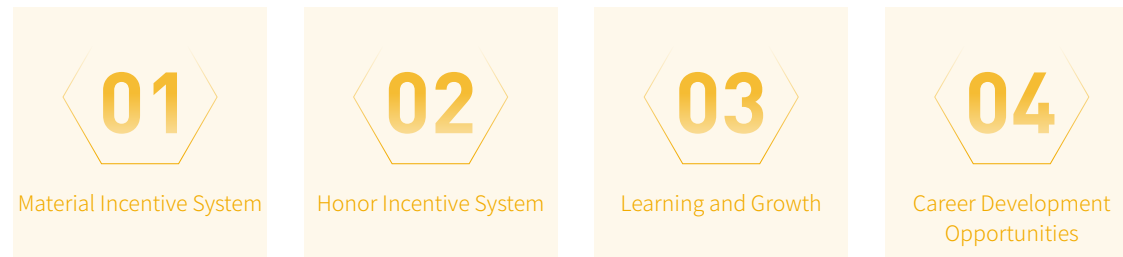 01
Material Incentive System
02
Honor Incentive System
03
Learning and Growth
04
Career Development
Opportunities